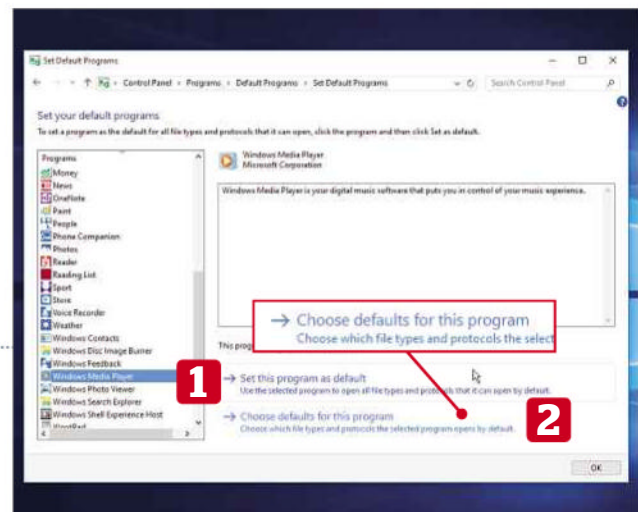 Set Default Programs
Control Panel › Programs › Default Programs › Set Default Programs
Search Control Panel
Set your default programs
To set a program as the default for all file types and protocols that it can open, click the program and then click Set as default.
Programs
Money
News
OneNote
Paint
People
Phone Companion
Photos
Reader
Reading List
Sport
Store
Voice Recorder
Weather
Windows Contacts
Windows Disc Image Burner
Windows Feedback
Windows Media Player
Windows Photo Viewer
Windows Search Explorer
Windows Shell Experience Host
WordPad
Windows Media Player
Microsoft Corporation
Windows Media Player is your digital music software that puts you in control of your music experience.
→ Choose defaults for this program
Choose which file types and protocols the select
This prog
1
→ Set this program as default
Use the selected program to open all file types and protocols that it can open by default.
→ Choose defaults for this program
Choose which file types and protocols the selected program opens by default.
2
OK